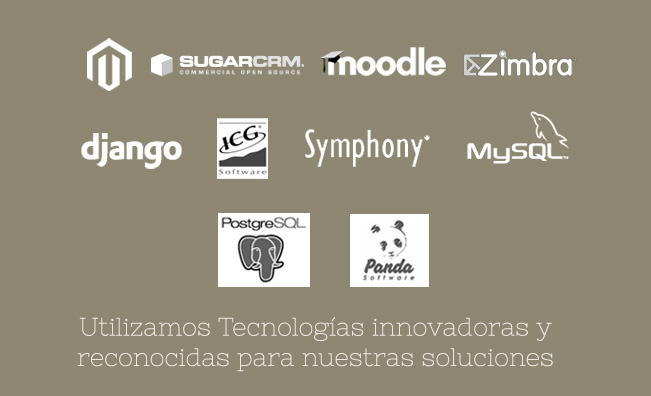 SUGARCRM.
COMMERCIAL OPEN SOURCE
moodle
Zimbra
django
ICG
Software
Symphony
MySQL™
PostgreSQL
Panda
Software
Utilizamos Tecnologías innovadoras y
reconocidas para nuestras soluciones